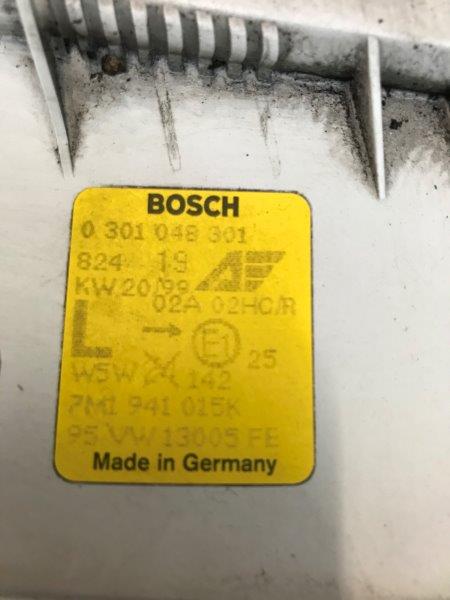 BOSCH
0 301 048 301
824 19 AF
KW.20/99
02A 02HC/R
L → E1 25
W5W 142
7M1 941 015K
95 VW 13005 FE
Made in Germany